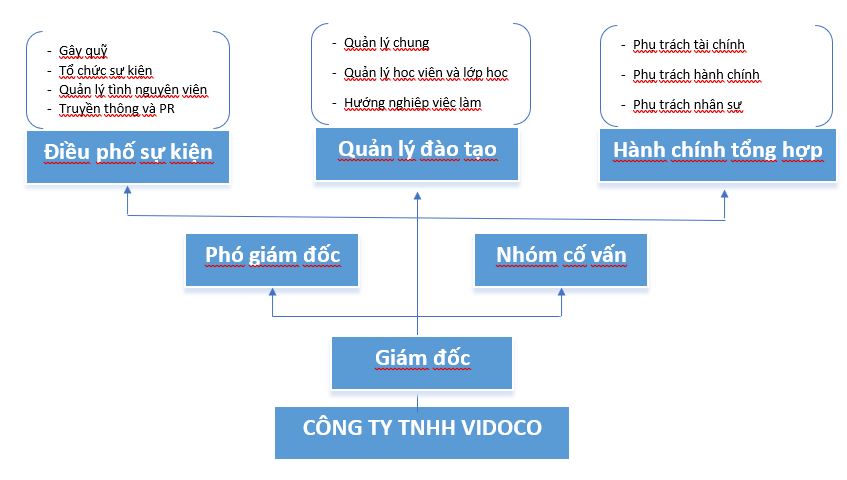 - Gây quỹ
- Tổ chức sự kiện
- Quản lý tình nguyên viên
- Truyền thông và PR
Điều phố sự kiện
- Quản lý chung
- Quản lý học viên và lớp học
- Hướng nghiệp việc làm
Quản lý đào tạo
- Phụ trách tài chính
- Phụ trách hành chính
- Phụ trách nhân sự
Hành chính tổng hợp
Phó giám đốc
Nhóm cố vấn
Giám đốc
CÔNG TY TNHH VIDOCO